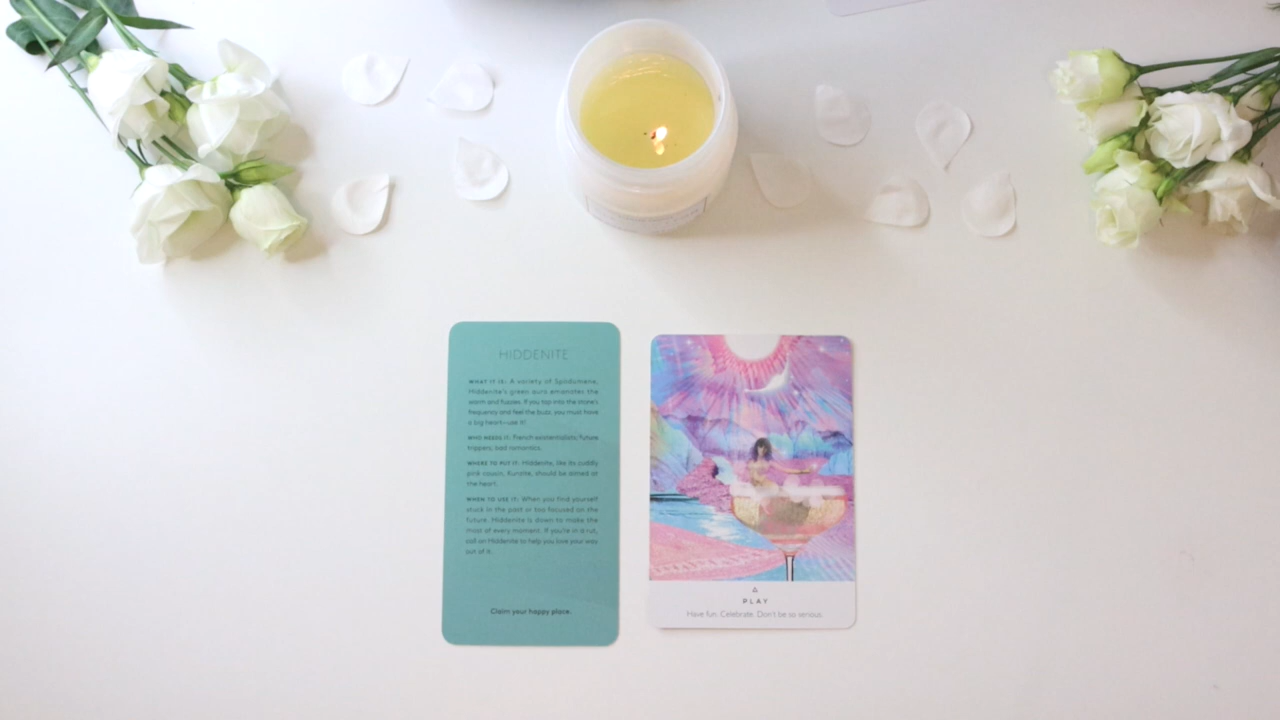 HIDDENITE
WHAT IT IS: A variety of Spodumene,
Hiddenite's green aura emanates the
warm and fuzzies. If you tap into the stone's
frequency and feel the buzz, you must have
a big heart—use it!
WHO NEEDS IT: French existentialists, future
trippers, bad romantics.
WHERE TO PUT IT: Hiddenite, like its cuddly
pink cousin, Kunzite, should be aimed at
the heart.
WHEN TO USE IT: When you find yourself
stuck in the past or too focused on the
future. Hiddenite is down to make the
most of every moment. If you're in a rut,
call on Hiddenite to help you love your way
out of it.
Claim your happy place.
PLAY
Have fun. Celebrate. Don't be so serious.